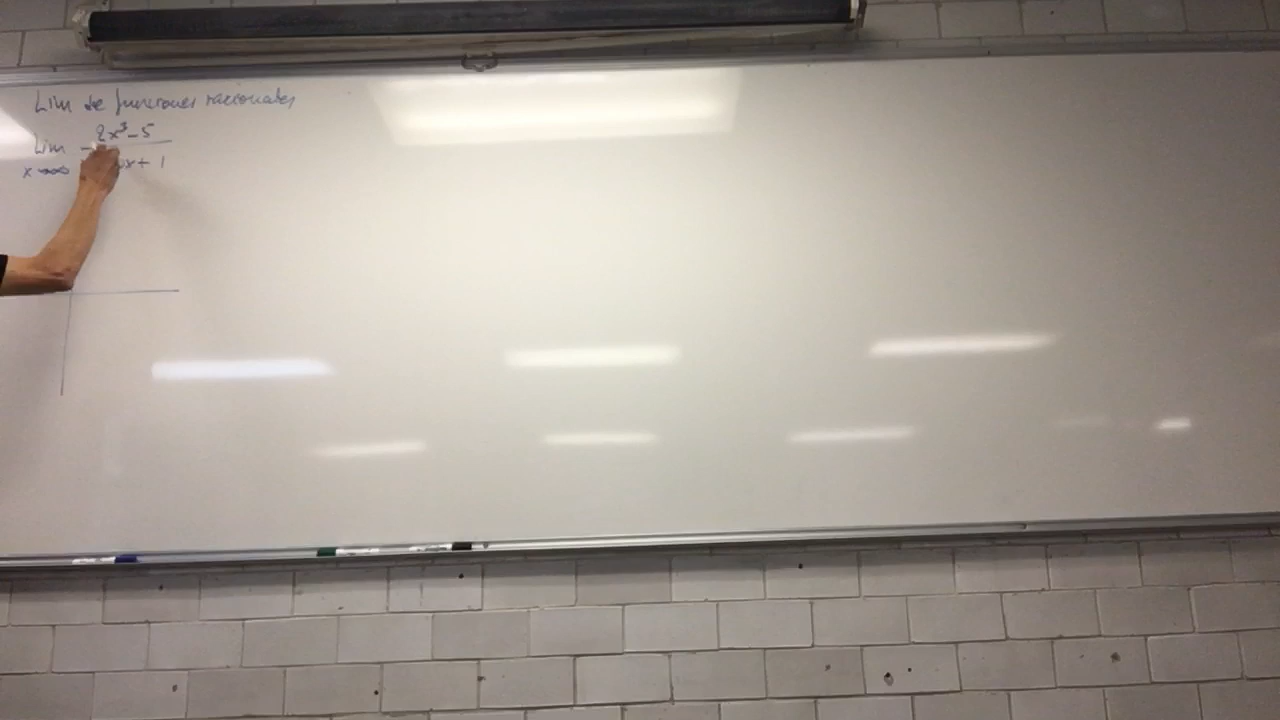 Lim de funciones racionales
Lim 2x³-5
x→∞ x+1